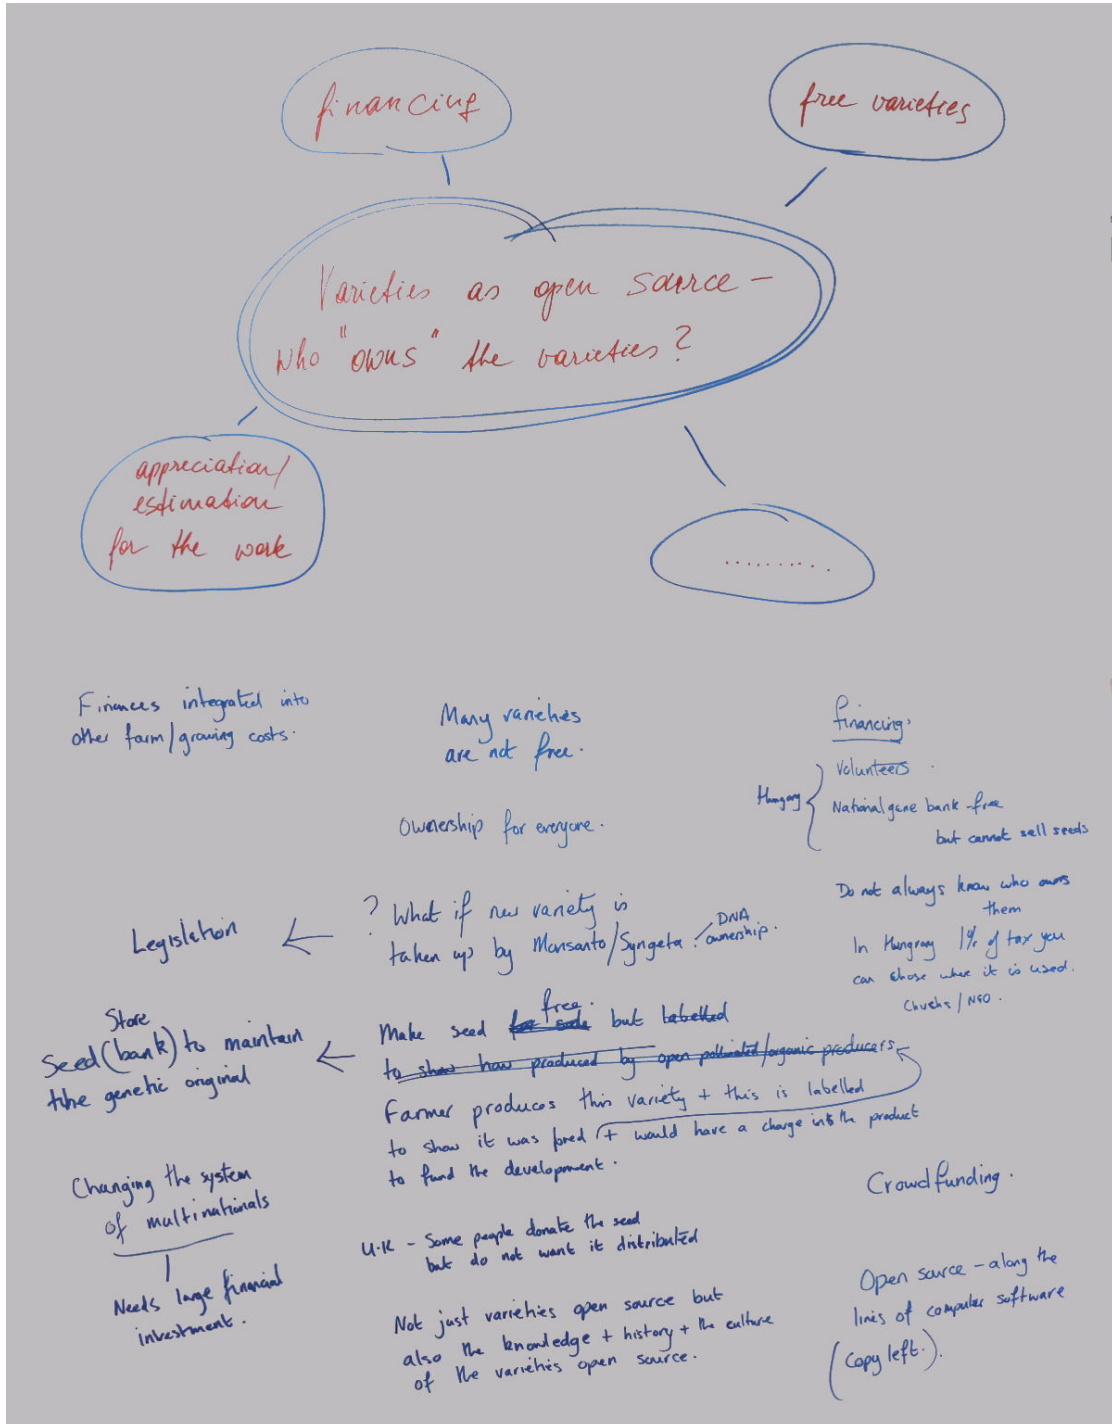 financing
free varieties
Varieties as open source –
who "owns" the varieties?
appreciation/
estimation
for the work
..........
Finances integrated into
other farm/growing costs.
Many varieties
are not free.
Ownership for everyone.
financing.
Volunteers.
Hungary
National gene bank - free
but cannot sell seeds
Do not always know who owns
them
In Hungray 1% of tax you
can chose where it is used.
Chuchs / NGO.
Legislation
? What if new variety is
taken up by Monsanto/Syngeta
DNA
ownership.
Store
Seed (bank) to maintain
the genetic original
free.
Make seed for sale but labelled
to show how produced by open pollinated/organic producers
Farmer produces this variety + this is labelled
to show it was bred + would have a charge into the product
to fund the development.
Changing the system
of multinationals
Needs large financial
investment.
U.K - Some people donate the seed
but do not want it distributed
Not just varieties open source but
also the knowledge + history + the culture
of the varieties open source.
Crowdfunding.
Open source - along the
lines of computer software
(copy left.).